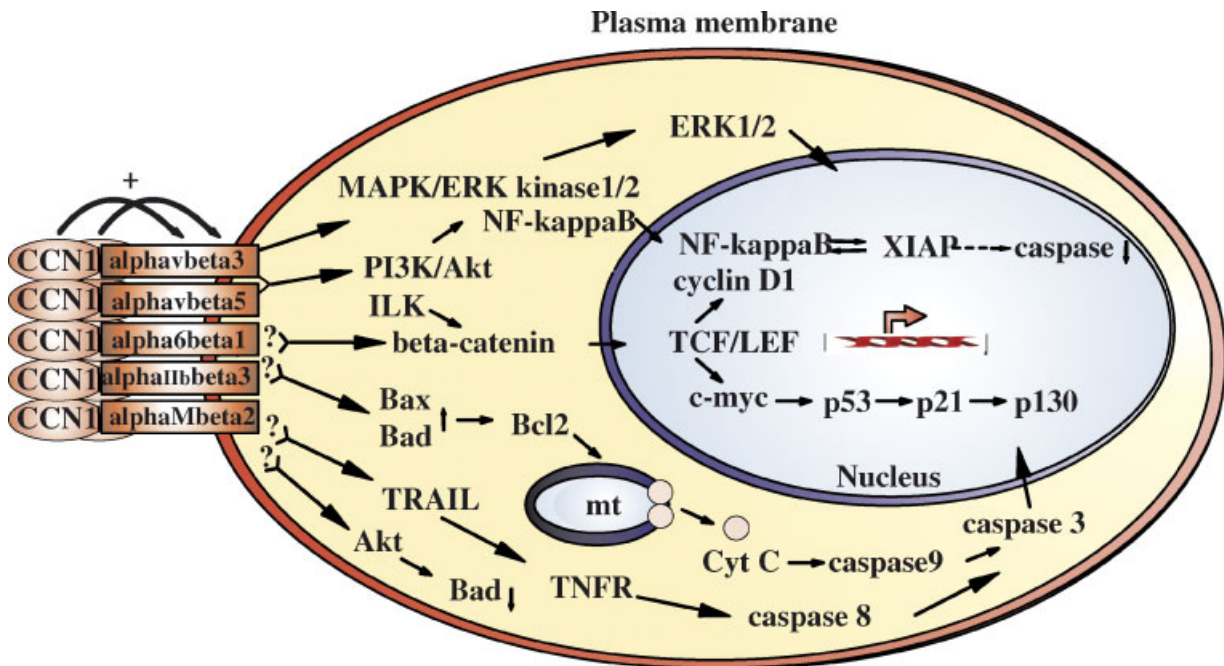 Plasma membrane
+
ERK1/2
MAPK/ERK kinase1/2
NF-kappaB
CCN1 alphavbeta3
CCN1 alphavbeta5
CCN1 alpha6beta1 ?
CCN1 alphaIIbbeta3 ?
CCN1 alphaMbeta2
?
?
PI3K/Akt
ILK
beta-catenin
NF-kappaB XIAP caspase
cyclin D1
TCF/LEF
c-myc p53 p21 p130
Nucleus
Bax
Bad
Bcl2
mt
TRAIL
Akt
Bad
TNFR
Cyt C caspase9
caspase 3
caspase 8